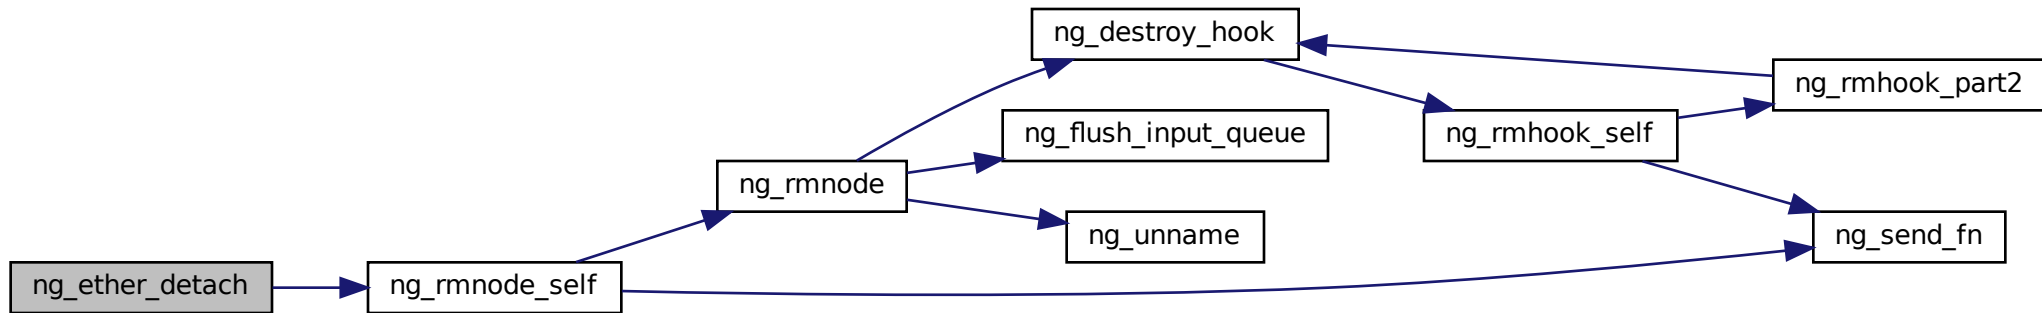 ng_destroy_hook
ng_rmhook_part2
ng_flush_input_queue
ng_rmhook_self
ng_rmnode
ng_unname
ng_send_fn
ng_ether_detach
ng_rmnode_self